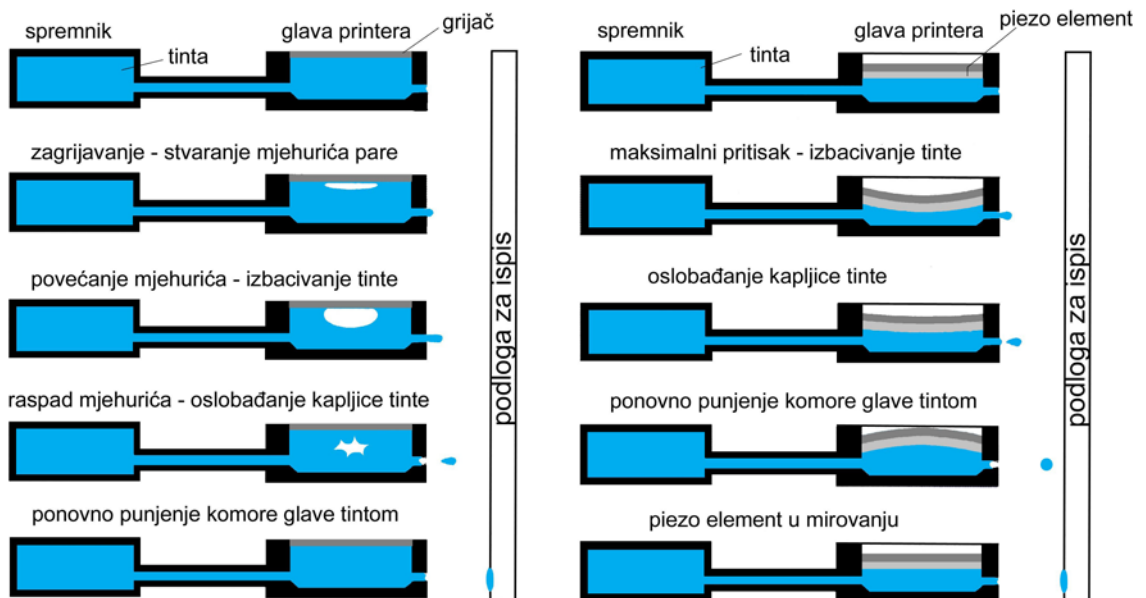 spremnik
glava printera
grijač
tinta
zagrijavanje - stvaranje mjehurića pare
povećanje mjehurića - izbacivanje tinte
raspad mjehurića - oslobađanje kapljice tinte
ponovno punjenje komore glave tintom
podloga za ispis
spremnik
glava printera
piezo element
tinta
maksimalni pritisak - izbacivanje tinte
oslobađanje kapljice tinte
ponovno punjenje komore glave tintom
piezo element u mirovanju
podloga za ispis